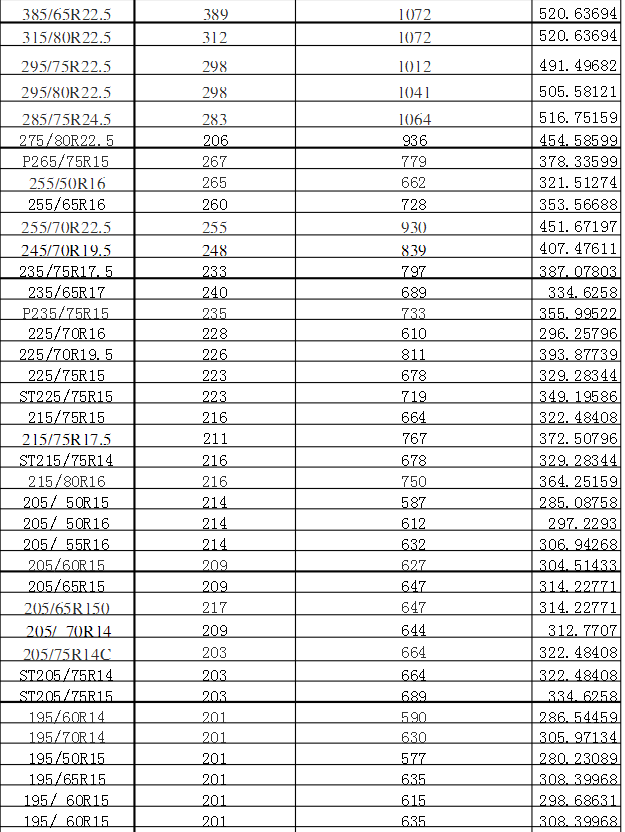 385/65R22.5 389 1072 520.63694
315/80R22.5 312 1072 520.63694
295/75R22.5 298 1012 491.49682
295/80R22.5 298 1041 505.58121
285/75R24.5 283 1064 516.75159
275/80R22.5 206 936 454.58599
P265/75R15 267 779 378.33599
255/50R16 265 662 321.51274
255/65R16 260 728 353.56688
255/70R22.5 255 930 451.67197
245/70R19.5 248 839 407.47611
235/75R17.5 233 797 387.07803
235/65R17 240 689 334.6258
P235/75R15 235 733 355.99522
225/70R16 228 610 296.25796
225/70R19.5 226 811 393.87739
225/75R15 223 678 329.28344
ST225/75R15 223 719 349.19586
215/75R15 216 664 322.48408
215/75R17.5 211 767 372.50796
ST215/75R14 216 678 329.28344
215/80R16 216 750 364.25159
205/ 50R15 214 587 285.08758
205/ 50R16 214 612 297.2293
205/ 55R16 214 632 306.94268
205/60R15 209 627 304.51433
205/65R15 209 647 314.22771
205/65R150 217 647 314.22771
205/ 70R14 209 644 312.7707
205/75R14C 203 664 322.48408
ST205/75R14 203 664 322.48408
ST205/75R15 203 689 334.6258
195/60R14 201 590 286.54459
195/70R14 201 630 305.97134
195/50R15 201 577 280.23089
195/65R15 201 635 308.39968
195/ 60R15 201 615 298.68631
195/ 60R15 201 635 308.39968